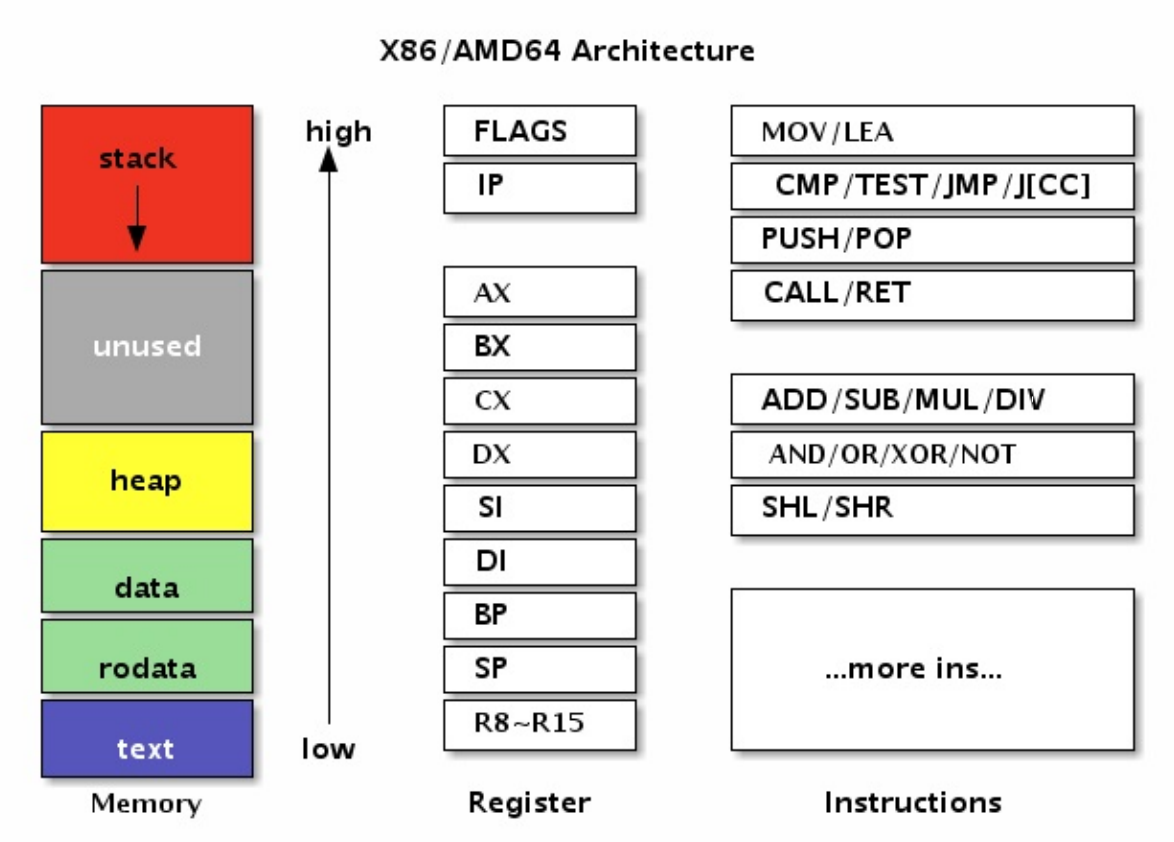 X86/AMD64 Architecture
stack
unused
heap
data
rodata
text
Memory
high
low
FLAGS
IP
AX
BX
CX
DX
SI
DI
BP
SP
R8~R15
Register
MOV/LEA
CMP/TEST/JMP/J[CC]
PUSH/POP
CALL/RET
ADD/SUB/MUL/DIV
AND/OR/XOR/NOT
SHL/SHR
...more ins...
Instructions